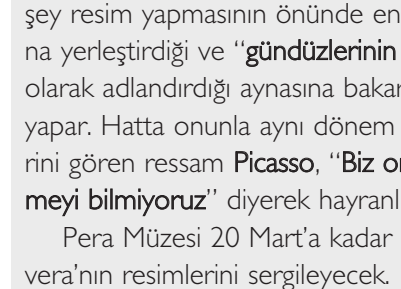 şey resim yapmasının önünde en
na yerleştirdiği ve “gündüzlerinin
olarak adlandırdığı aynasına bakar
yapar. Hatta onunla aynı dönem
rini gören ressam Picasso, “Biz
meyi bilmiyoruz” diyerek hayranl
Pera Müzesi 20 Mart’a kadar
vera’nın resimlerini sergileyecek.